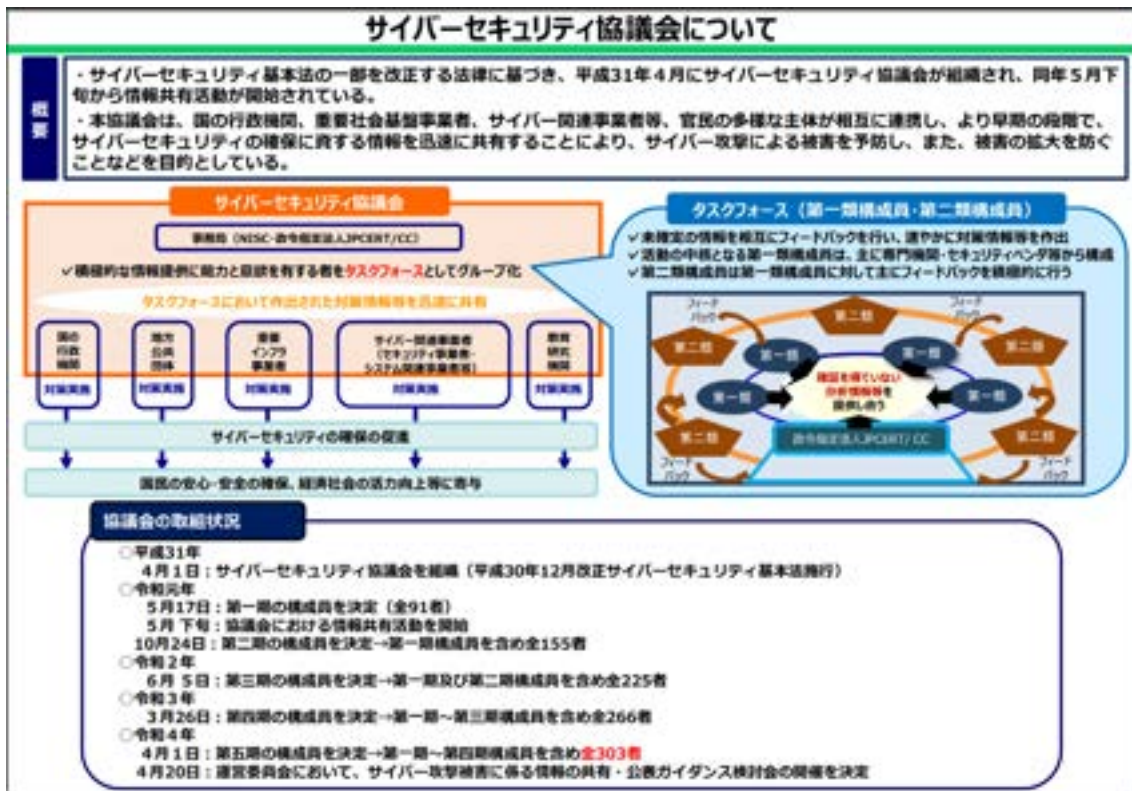 サイバーセキュリティ協議会について
概要
・サイバーセキュリティ基本法の一部を改正する法律に基づき、平成31年4月にサイバーセキュリティ協議会が組織され、同年5月下
旬から情報共有活動が開始されている。
・本協議会は、国の行政機関、重要社会基盤事業者、サイバー関連事業者等、官民の多様な主体が相互に連携し、より早期の段階で、
サイバーセキュリティの確保に資する情報を迅速に共有することにより、サイバー攻撃による被害を予防し、また、被害の拡大を防ぐ
ことなどを目的としている。
サイバーセキュリティ協議会
事務局(NISC・政令指定法人JPCERT/CC)
✓積極的な情報提供に能力と意欲を有する者をタスクフォースとしてグループ化
タスクフォースにおいて作出された対策情報等を迅速に共有
国の
行政
機関
対策実施
地方
公共
団体
対策実施
重要
インフラ
事業者
対策実施
サイバー関連事業者
(セキュリティ事業者・
システム関連事業者等)
対策実施
教育
研究
機関
対策実施
サイバーセキュリティの確保の促進
国民の安心・安全の確保、経済社会の活力向上等に寄与
タスクフォース(第一類構成員・第二類構成員)
✓未確定の情報を相互にフィードバックを行い、速やかに対策情報等を作出
✓活動の中核となる第一類構成員は、主に専門機関・セキュリティベンダ等から構成
✓第二類構成員は第一類構成員に対して主にフィードバックを積極的に行う
フィード
バック
第二類
フィード
バック
第二類
第一類
第一類
第二類
第一類
確証を得ていない
分析情報等を
提供し合う
第一類
第二類
政令指定法人JPCERT/CC
第二類
フィード
バック
フィード
バック
協議会の取組状況
○平成31年
4月1日:サイバーセキュリティ協議会を組織(平成30年12月改正サイバーセキュリティ基本法施行)
○令和元年
5月17日:第一期の構成員を決定(全91者)
5月 下旬:協議会における情報共有活動を開始
10月24日:第二期の構成員を決定→第一期構成員を含め全155者
○令和2年
6月 5日:第三期の構成員を決定→第一期及び第二期構成員を含め全225者
○令和3年
3月26日:第四期の構成員を決定→第一期~第三期構成員を含め全266者
○令和4年
4月1日:第五期の構成員を決定→第一期~第四期構成員を含め全303者
4月20日:運営委員会において、サイバー攻撃被害に係る情報の共有・公表ガイダンス検討会の開催を決定